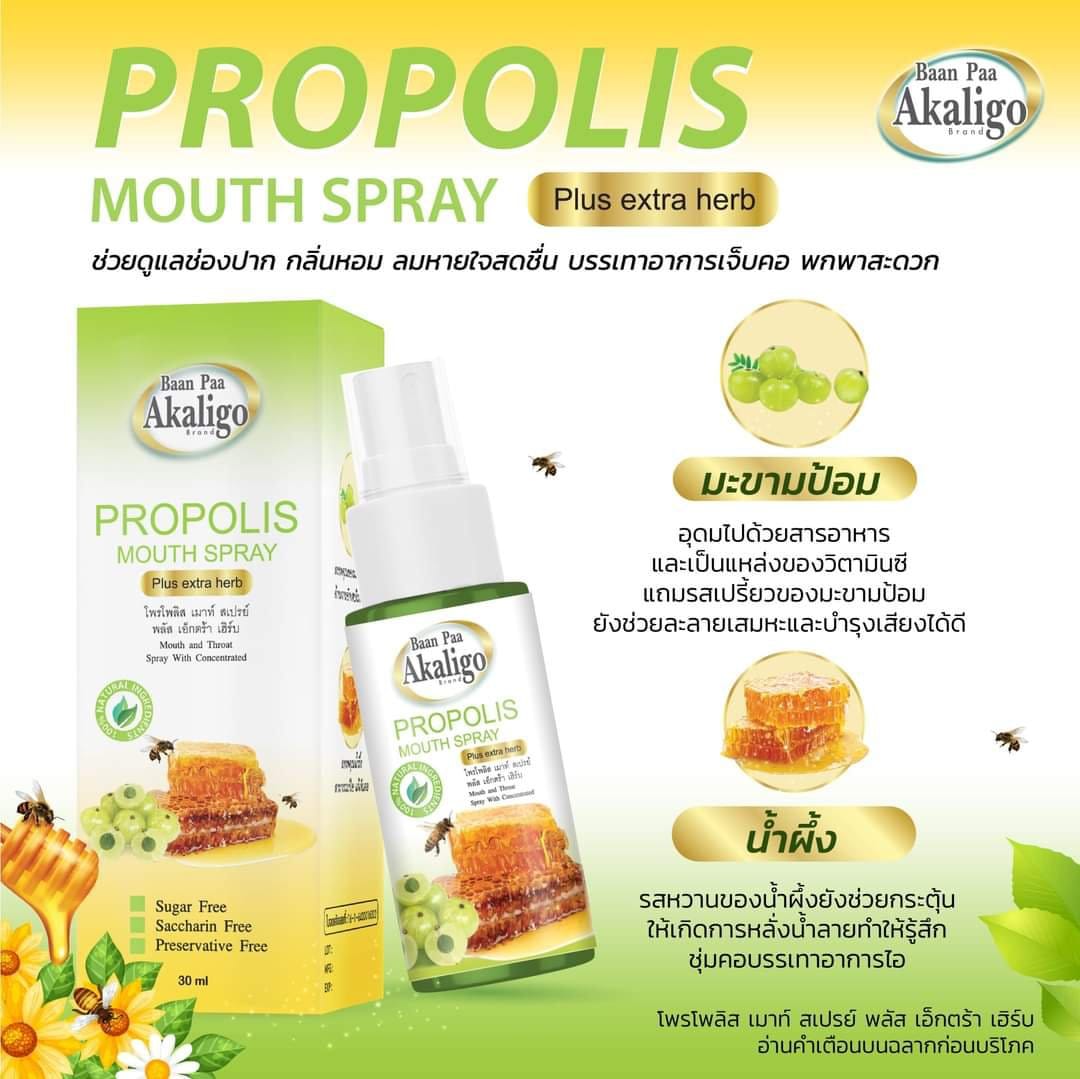 PROPOLIS
Baan Paa
Akaligo
Brand
MOUTH SPRAY
Plus extra herb
ช่วยดูแลช่องปาก กลิ่นหอม ลมหายใจสดชื่น บรรเทาอาการเจ็บคอ พกพาสะดวก
Baan Paa
Akaligo
Brand
PROPOLIS
MOUTH SPRAY
Plus extra herb
โพรโพลิส เมาท์ สเปรย์
พลัส เอ็กตร้า เฮิร์บ
Mouth and Throat
Spray With Concentrated
100% NATURAL INGREDIENTS
Sugar Free
Saccharin Free
Preservative Free
30 ml
LOT :
MFG :
EXP :
Baan Paa
Akaligo
Brand
PROPOLIS
MOUTH SPRAY
Plus extra herb
โพรโพลิส เมาท์ สเปรย์
พลัส เอ็กตร้า เฮิร์บ
Mouth and Throat
Spray With Concentrated
100% NATURAL INGREDIENTS
มะขามป้อม
อุดมไปด้วยสารอาหาร
และเป็นแหล่งของวิตามินซี
แถมรสเปรี้ยวของมะขามป้อม
ยังช่วยละลายเสมหะและบำรุงเสียงได้ดี
น้ำผึ้ง
รสหวานของน้ำผึ้งยังช่วยกระตุ้น
ให้เกิดการหลั่งน้ำลายทำให้รู้สึก
ชุ่มคอบรรเทาอาการไอ
โพรโพลิส เมาท์ สเปรย์ พลัส เอ็กตร้า เฮิร์บ
อ่านคำเตือนบนฉลากก่อนบริโภค